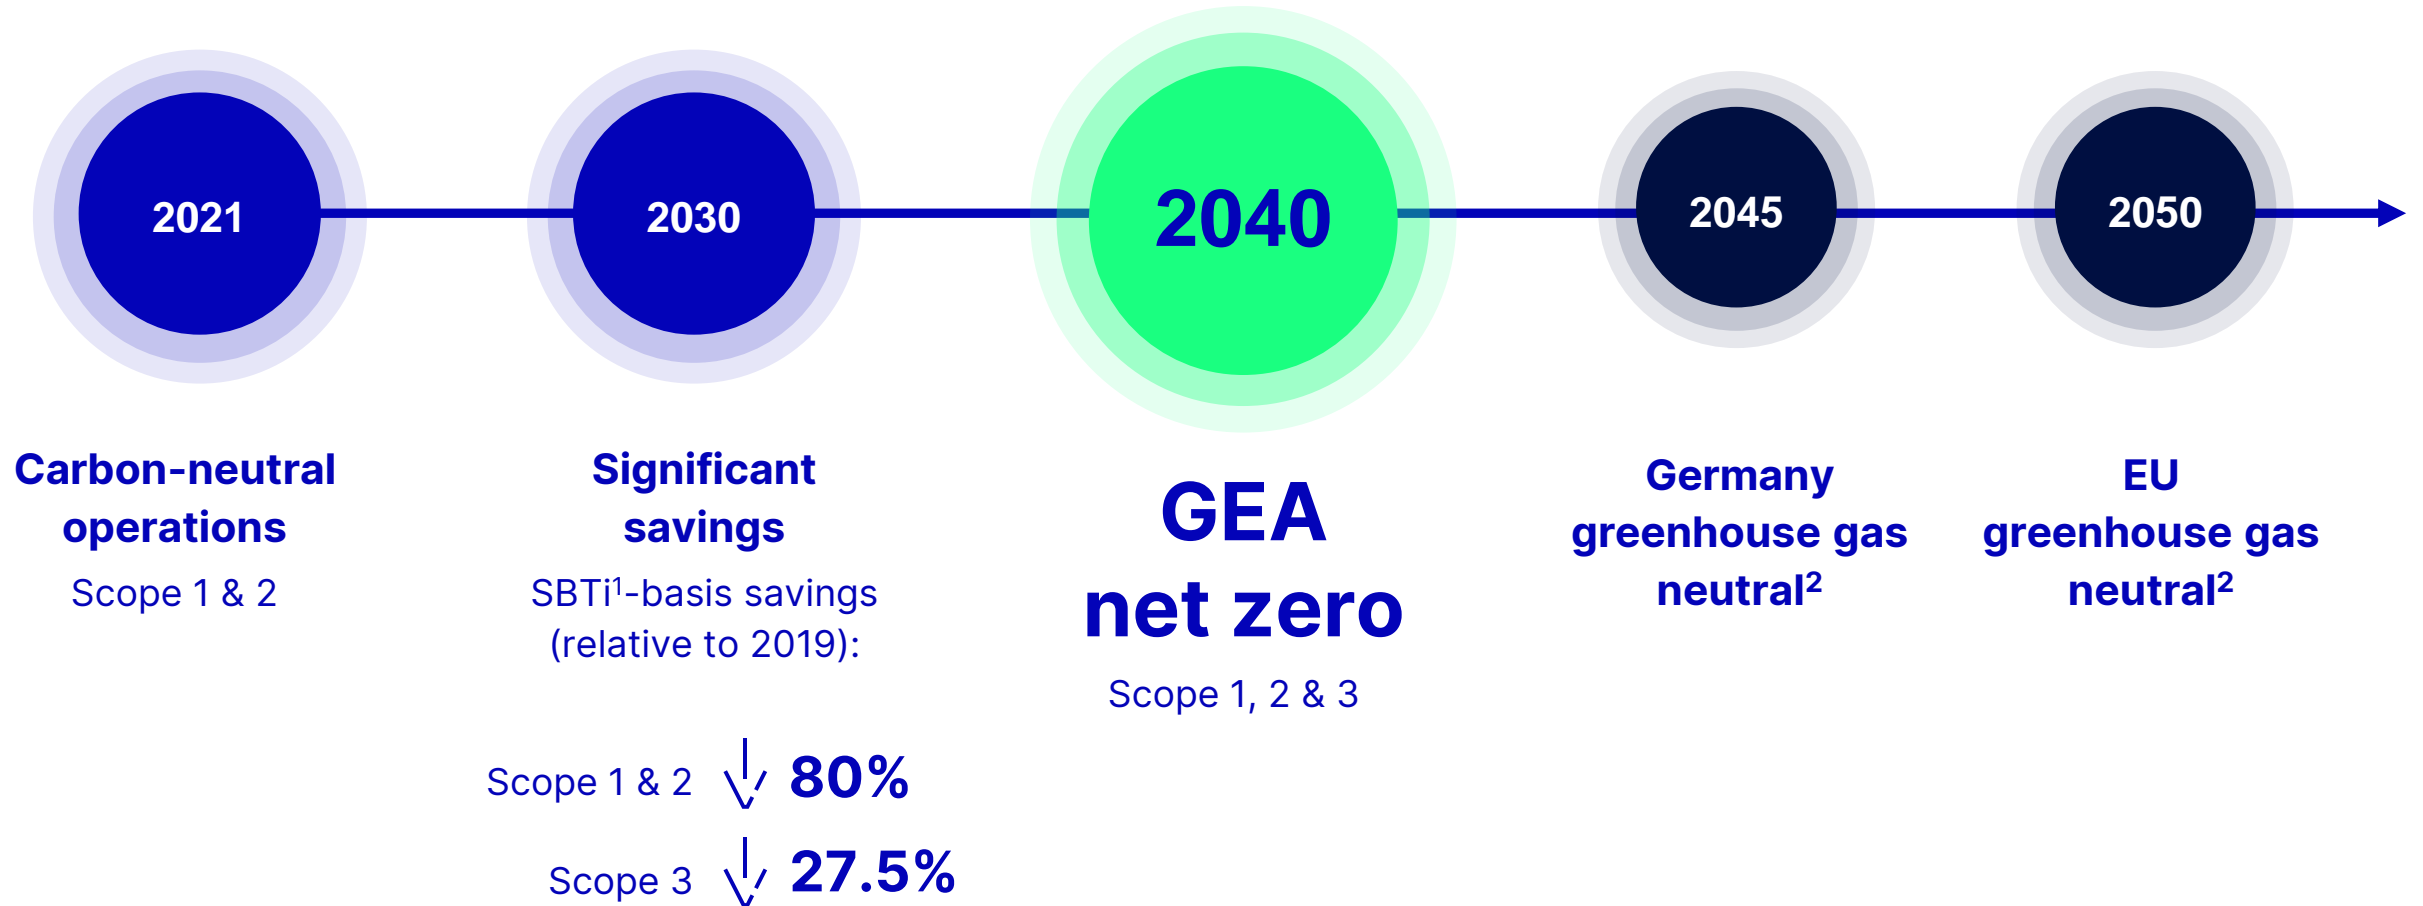 2021
2030
2040
2045
2050
Carbon-neutral
operations
Scope 1 & 2
Significant
savings
SBTi¹-basis savings
(relative to 2019):
Scope 1 & 2 80%
Scope 3 27.5%
GEA
net zero
Scope 1, 2 & 3
Germany
greenhouse gas
neutral²
EU
greenhouse gas
neutral²